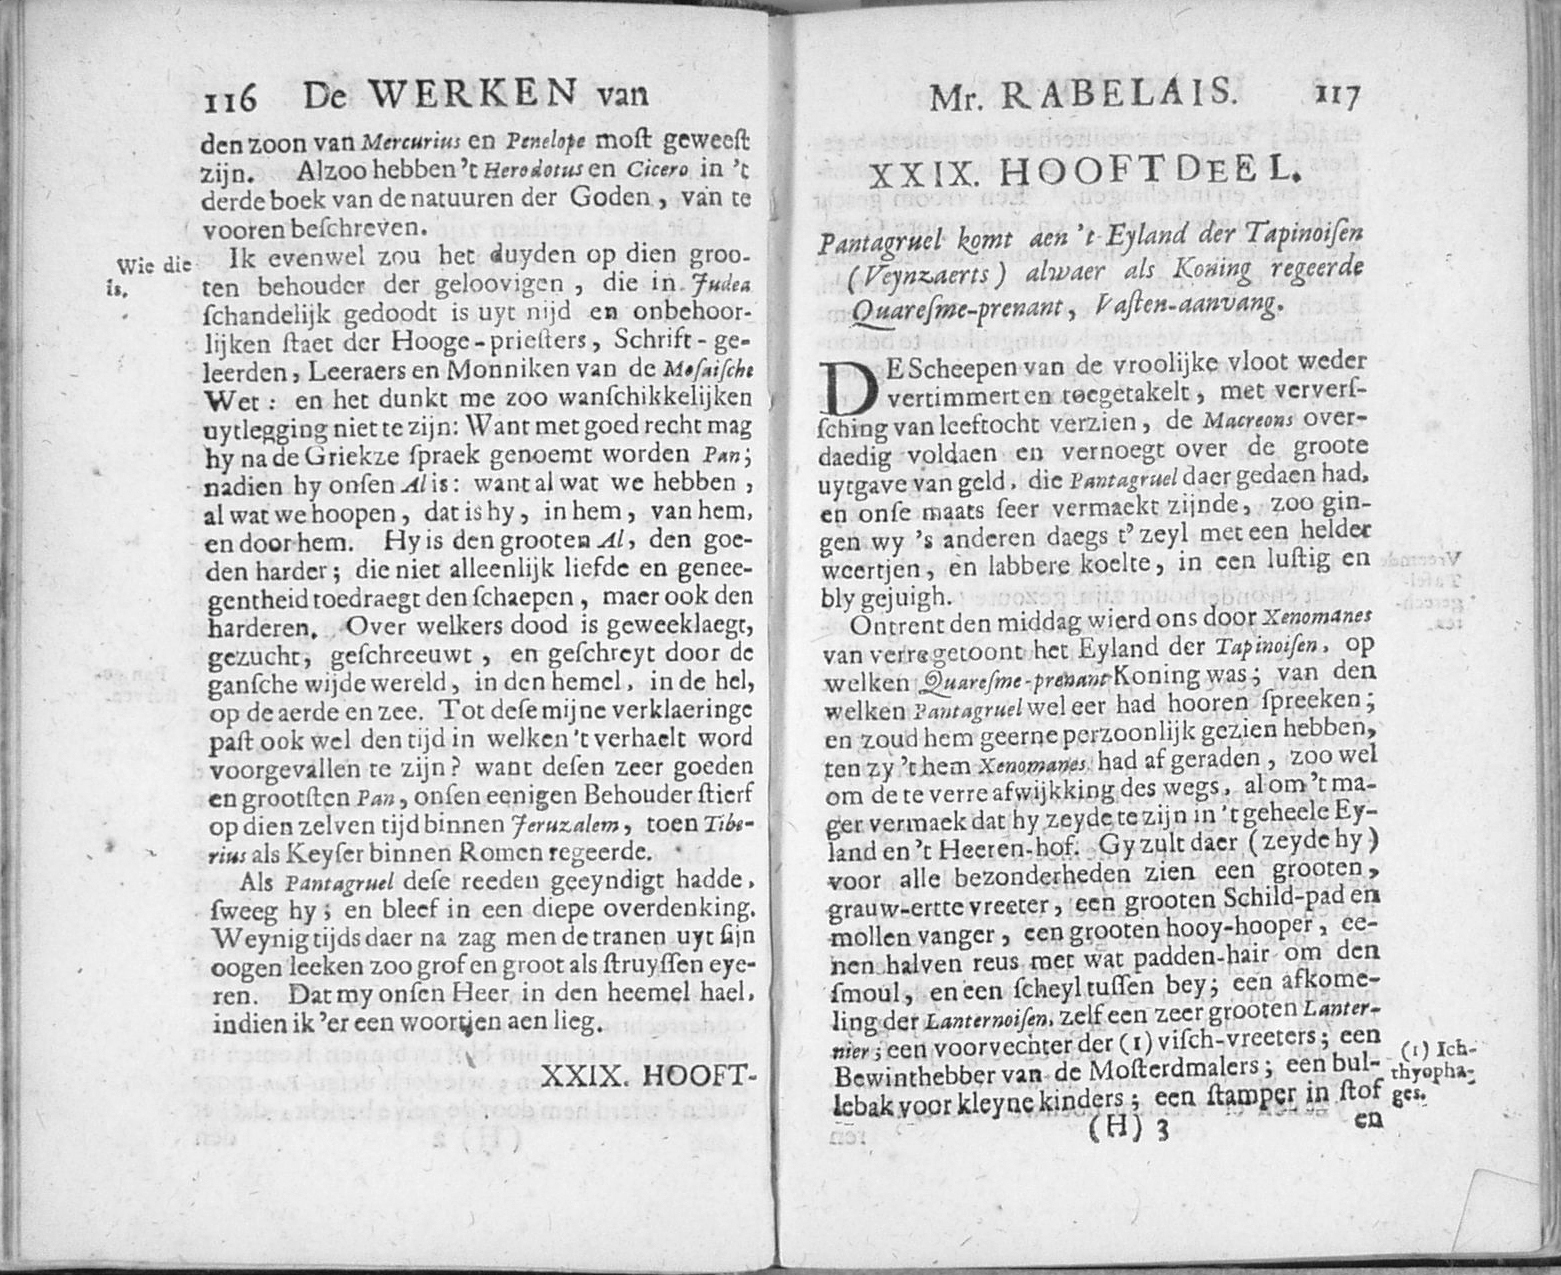 116 De WERKEN van
den zoon van Mercurius en Penelope moſt geweeſt
zijn. Alzoo hebben 't Herodotus en Cicero in 't
derde boek van de natuuren der Goden, van te
vooren beſchreven.
Wie die
is.
Ik evenwel zou het duyden op dien groo-
ten behouder der geloovigen, die in Judea
ſchandelijk gedoodt is uyt nijd en onbehoor-
lijken ſtaet der Hooge-prieſters, Schrift-ge-
leerden, Leeraers en Monniken van de Moſaiſche
Wet: en het dunkt me zoo wanſchikkelijken
uytlegging niet te zijn: Want met goed recht mag
hy na de Griekze ſpraek genoemt worden Pan;
nadien hy onſen Al is: want al wat we hebben,
al wat we hoopen, dat is hy, in hem, van hem,
en door hem. Hy is den grooten Al, den goe-
den harder; die niet alleenlijk liefde en genee-
gentheid toedraegt den ſchaepen, maer ook den
harderen. Over welkers dood is geweeklaegt,
gezucht, geſchreeuwt, en geſchreyt door de
ganſche wijde wereld, in den hemel, in de hel,
op de aerde en zee. Tot deſe mijne verklaeringe
paſt ook wel den tijd in welken 't verhaelt word
voorgevallen te zijn? want deſen zeer goeden
en grootſten Pan, onſen eenigen Behouder ſtierf
op dien zelven tijd binnen Jeruzalem, toen Tibe-
rius als Keyſer binnen Romen regeerde.
Als Pantagruel deſe reeden geeyndigt hadde,
ſweeg hy; en bleef in een diepe overdenking.
Weynig tijds daer na zag men de tranen uyt ſijn
oogen leeken zoo grof en groot als ſtruyſſen eye-
ren. Dat my onſen Heer in den heemel hael,
indien ik 'er een woortjen aen lieg.
XXIX. HOOFT-
Mr. RABELAIS. 117
XXIX. HOOFTDEEL.
Pantagruel komt aen 't Eyland der Tapinoiſen
(Veynzaerts) alwaer als Koning regeerde
Quareſme-prenant, Vaſten-aanvang.
DE Scheepen van de vroolijke vloot weder
vertimmert en toegetakelt, met ververſ-
ſching van leeftocht verzien, de Macreons over-
daedig voldaen en vernoegt over de groote
uytgave van geld, die Pantagruel daer gedaen had,
en onſe maats ſeer vermaekt zijnde, zoo gin-
gen wy 's anderen daegs t'zeyl met een helder
weertjen, en labbere koelte, in een luſtig en
bly gejuigh.
Ontrent den middag wierd ons door Xenomanes
van verre getoont het Eyland der Tapinoiſen, op
welken Quareſme-prenant Koning was; van den
welken Pantagruel wel eer had hooren ſpreeken;
en zoud hem geerne perzoonlijk gezien hebben,
ten zy 't hem Xenomanes had af geraden, zoo wel
om de te verre afwijkking des wegs, al om 't ma-
ger vermaek dat hy zeyde te zijn in 't geheele Ey-
land en 't Heeren-hof. Gy zult daer (zeyde hy)
voor alle bezonderheden zien een grooten,
grauw-ertte vreeter, een grooten Schild-pad en
mollen vanger, een grooten hooy-hooper, ee-
nen halven reus met wat padden-hair om den
ſmoul, en een ſcheyl tuſſen bey; een afkome-
ling der Lanternoiſen, zelf een zeer grooten Lanter-
nier; een voorvechter der (1) viſch-vreeters; een
Bewinthebber van de Moſterdmalers; een bul-
lebak voor kleyne kinders; een ſtamper in ſtof
(1) Ich-
thyopha-
ges.
(H) 3 en